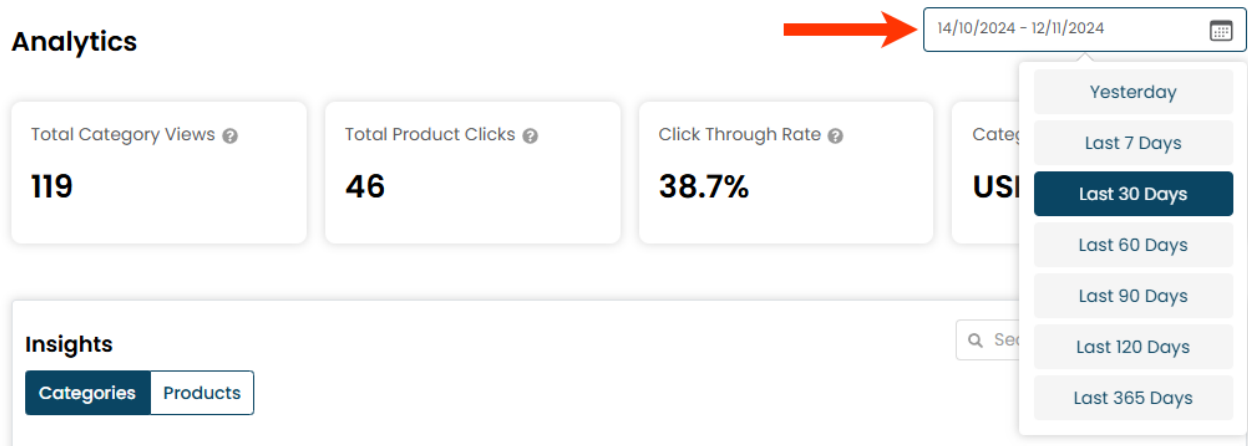 Analytics
14/10/2024 - 12/11/2024
Total Category Views
119
Total Product Clicks
46
Click Through Rate
38.7%
Yesterday
Last 7 Days
Last 30 Days
Last 60 Days
Last 90 Days
Last 120 Days
Last 365 Days
Insights
Categories
Products